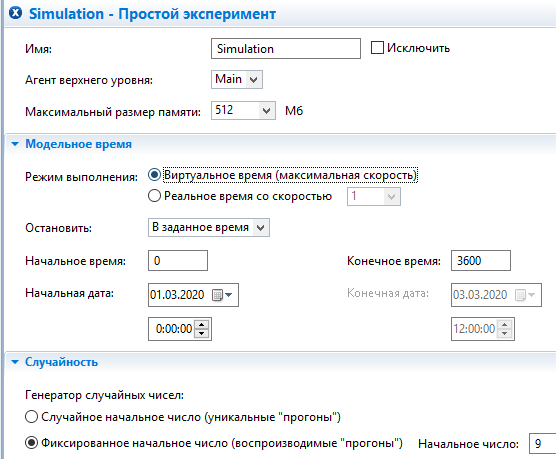 Simulation - Простой эксперимент
Имя: Simulation Исключить
Агент верхнего уровня: Main
Максимальный размер памяти: 512 Мб
Модельное время
Режим выполнения: Виртуальное время (максимальная скорость)
Реальное время со скоростью 1
Остановить: В заданное время
Начальное время: 0 Конечное время: 3600
Начальная дата: 01.03.2020 Конечная дата: 03.03.2020
0:00:00 12:00:00
Случайность
Генератор случайных чисел:
Случайное начальное число (уникальные "прогоны")
Фиксированное начальное число (воспроизводимые "прогоны") Начальное число: 9